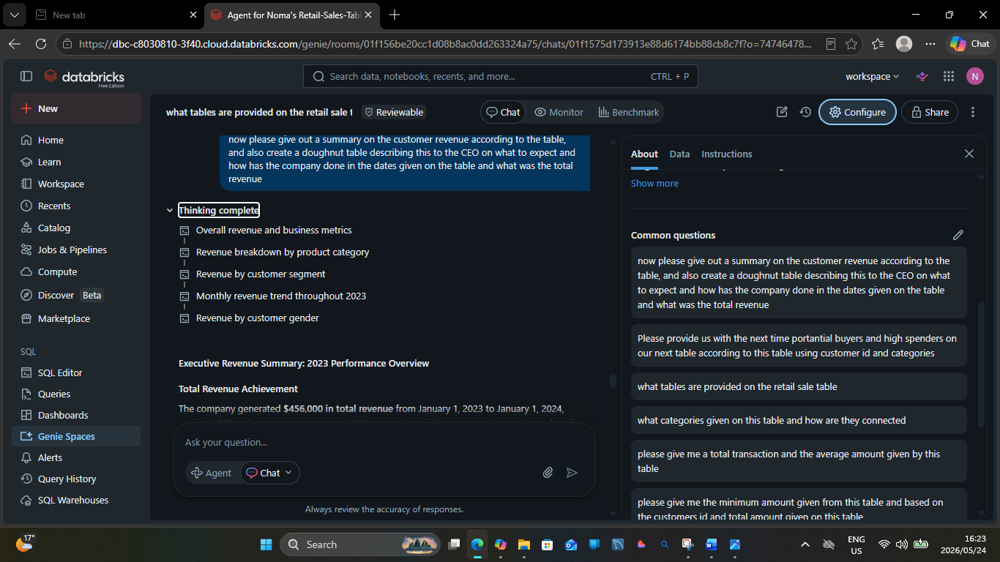 New tab
Agent for Noma's Retail-Sales-Tab
https://dbc-c8030810-3f40.cloud.databricks.com/genie/rooms/01f156be20cc1d08b8ac0dd263324a75/chats/01f1575d173913e88d6174bb88cb8c7f?o=74746478...
Chat
databricks
Free Edition
Search data, notebooks, recents, and more...
CTRL + P
workspace
N
New
Home
Learn
Workspace
Recents
Catalog
Jobs & Pipelines
Compute
Discover Beta
Marketplace
SQL
SQL Editor
Queries
Dashboards
Genie Spaces
Alerts
Query History
SQL Warehouses
what tables are provided on the retail sale t
Reviewable
Chat
Monitor
Benchmark
Configure
Share
now please give out a summary on the customer revenue according to the table,
and also create a doughnut table describing this to the CEO on what to expect and
how has the company done in the dates given on the table and what was the total
revenue
Thinking complete
Overall revenue and business metrics
Revenue breakdown by product category
Revenue by customer segment
Monthly revenue trend throughout 2023
Revenue by customer gender
Executive Revenue Summary: 2023 Performance Overview
Total Revenue Achievement
The company generated $456,000 in total revenue from January 1, 2023 to January 1, 2024,
Ask your question...
Agent
Chat
Always review the accuracy of responses.
About
Data
Instructions
Show more
Common questions
now please give out a summary on the customer revenue according to the
table, and also create a doughnut table describing this to the CEO on what
to expect and how has the company done in the dates given on the table
and what was the total revenue
Please provide us with the next time portantial buyers and high spenders on
our next table according to this table using customer id and categories
what tables are provided on the retail sale table
what categories given on this table and how are they connected
please give me a total transaction and the average amount given by this
table
please give me the minimum amount given from this table and based on
the customers id and total amount given on this table
17°
Search
ENG
US
16:23
2026/05/24